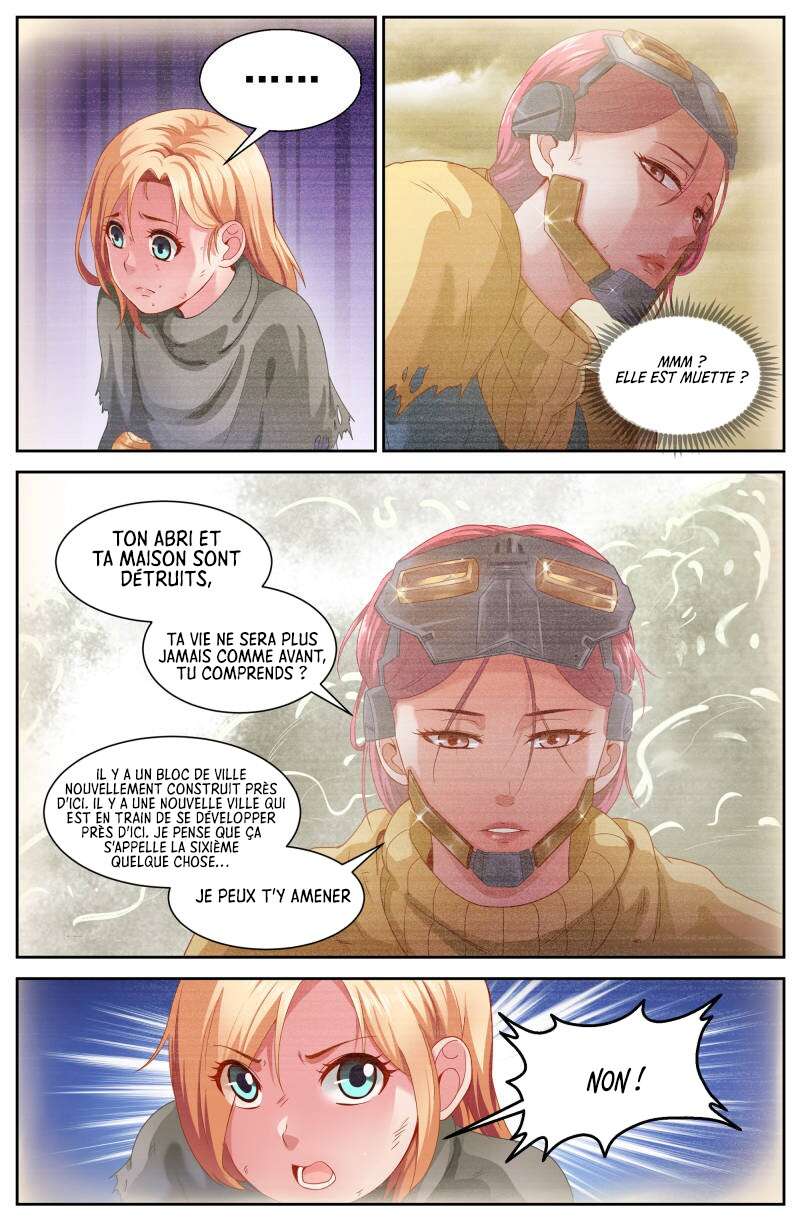 ......
MMM ?
ELLE EST MUETTE ?
TON ABRI ET
TA MAISON SONT
DÉTRUITS,
TA VIE NE SERA PLUS
JAMAIS COMME AVANT,
TU COMPRENDS ?
IL Y A UN BLOC DE VILLE
NOUVELLEMENT CONSTRUIT PRÈS
D'ICI. IL Y A UNE NOUVELLE VILLE QUI
EST EN TRAIN DE SE DÉVELOPPER
PRÈS D'ICI. JE PENSE QUE ÇA
S'APPELLE LA SIXIÈME
QUELQUE CHOSE...
JE PEUX T'Y AMENER
NON !